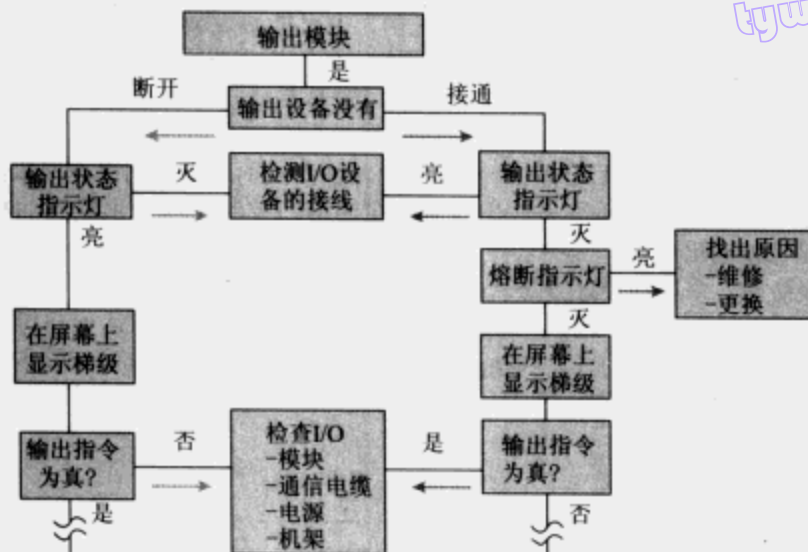 tyw
输出模块
是
断开
输出设备没有
接通
输出状态
指示灯
灭
检测I/O设
备的接线
亮
输出状态
指示灯
亮
灭
熔断指示灯
亮
找出原因
-维修
-更换
灭
在屏幕上
显示梯级
在屏幕上
显示梯级
输出指令
为真?
否
检查I/O
-模块
-通信电缆
-电源
-机架
是
输出指令
为真?
是
否